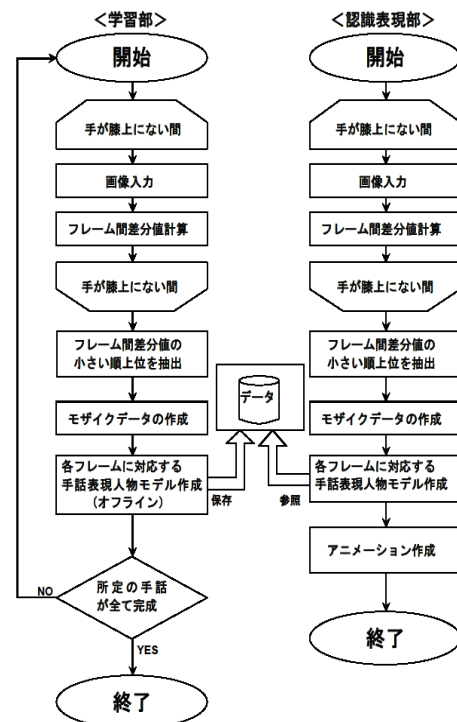 ＜学習部＞
開始
手が膝上にない間
画像入力
フレーム間差分値計算
手が膝上にない間
フレーム間差分値の
小さい順上位を抽出
モザイクデータの作成
各フレームに対応する
手話表現人物モデル作成
(オフライン)
所定の手話
が全て完成
NO
YES
終了
データ
保存
参照
＜認識表現部＞
開始
手が膝上にない間
画像入力
フレーム間差分値計算
手が膝上にない間
フレーム間差分値の
小さい順上位を抽出
モザイクデータの作成
各フレームに対応する
手話表現人物モデル作成
アニメーション作成
終了